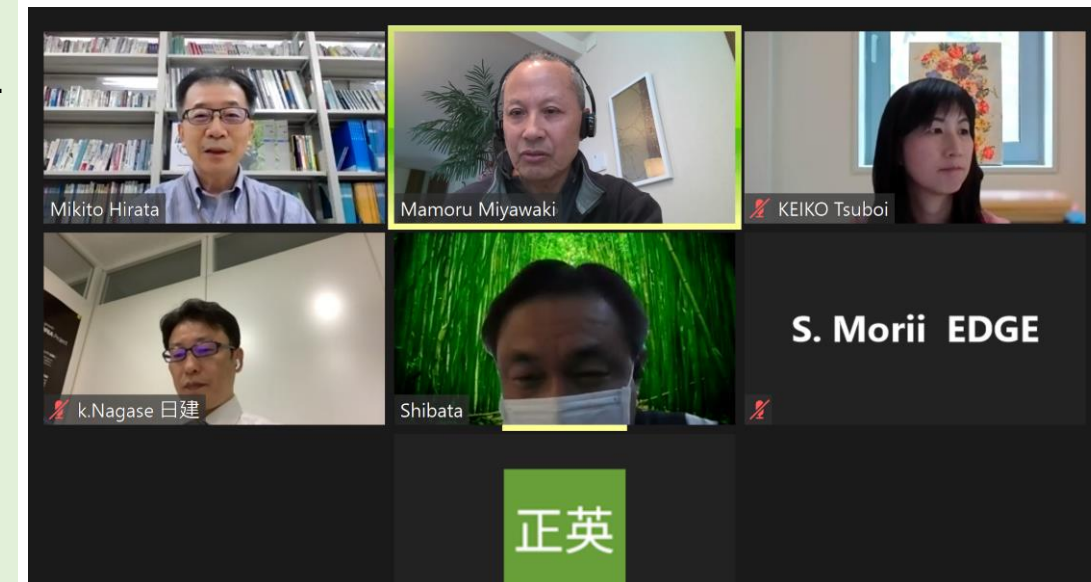 Mikito Hirata
Mamoru Miyawaki
KEIKO Tsuboi
k.Nagase 日建
Shibata
S. Morii EDGE
正英